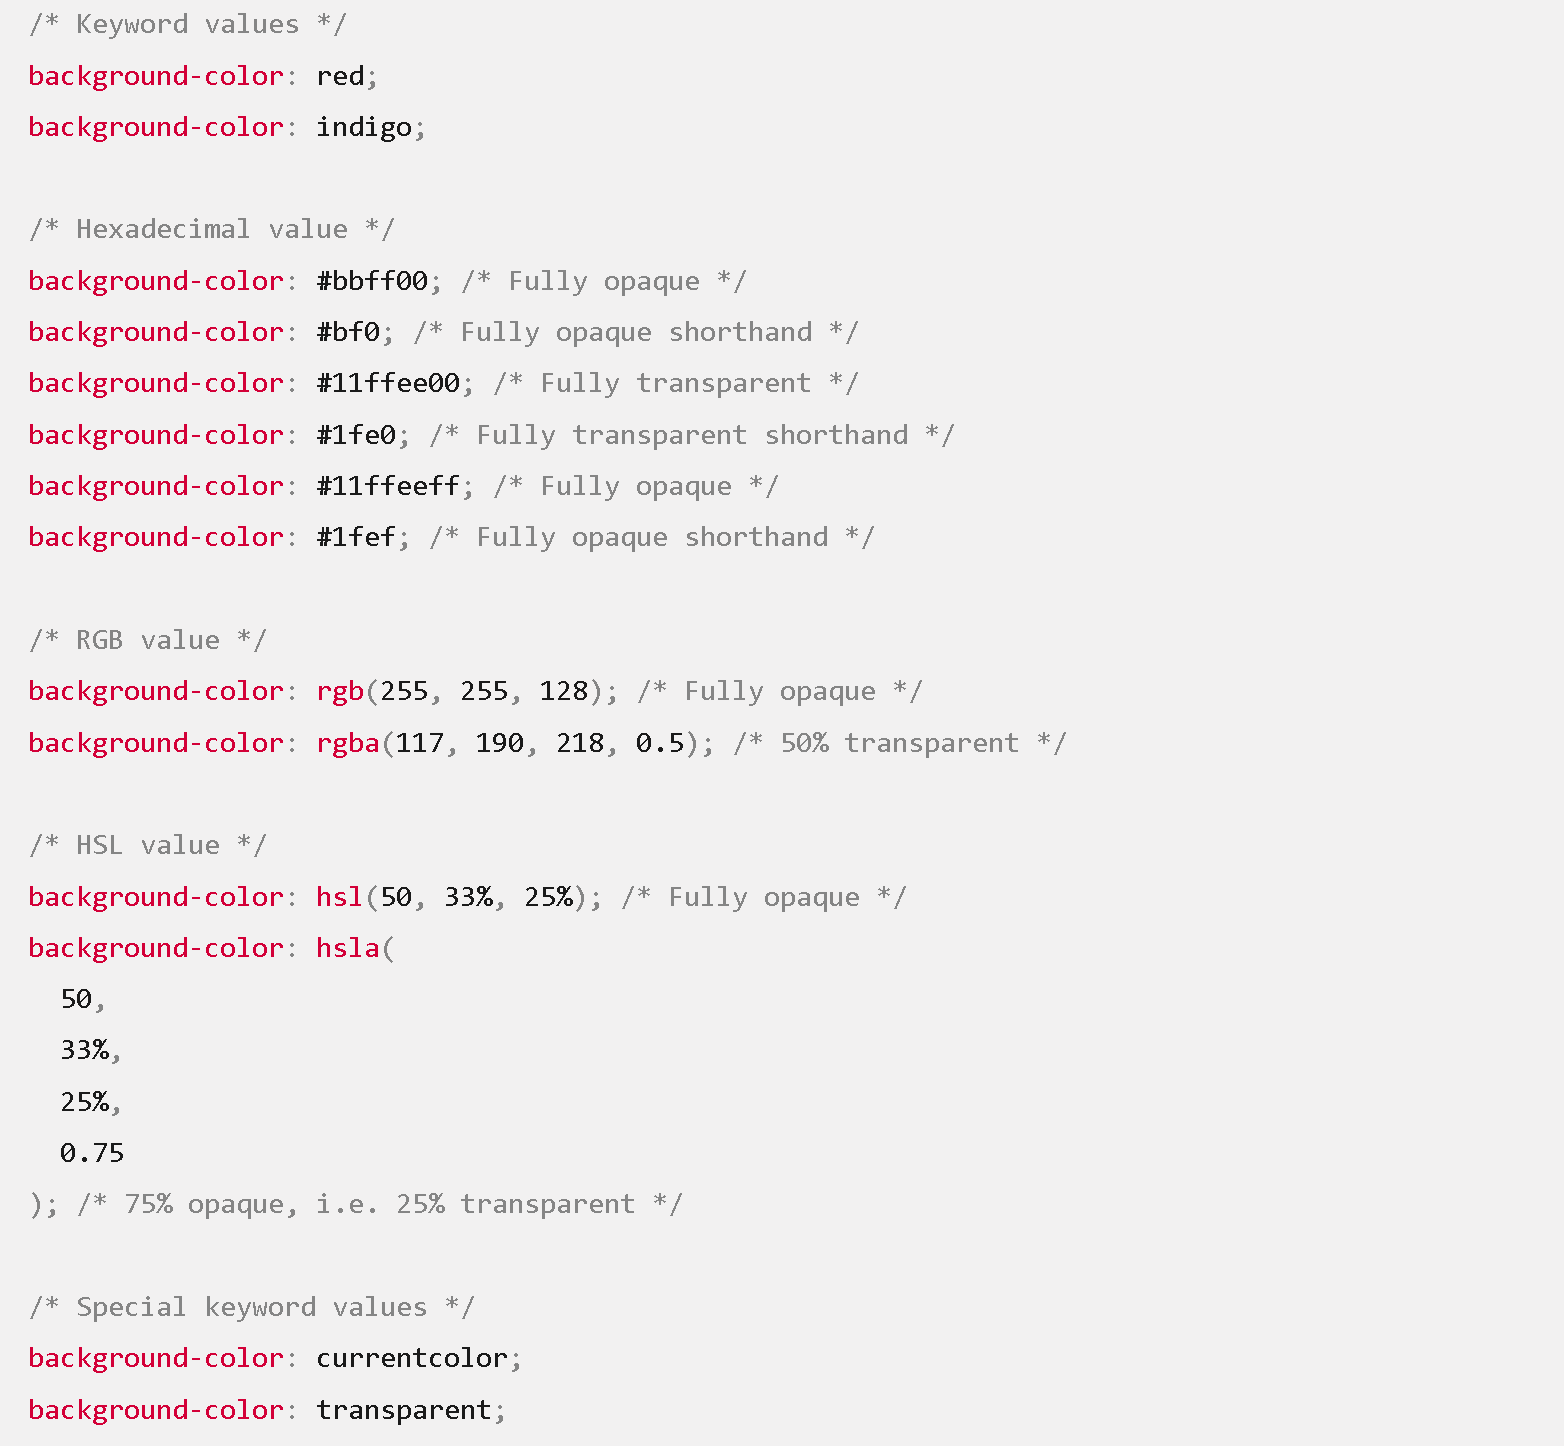 /* Keyword values */
background-color: red;
background-color: indigo;
/* Hexadecimal value */
background-color: #bbff00; /* Fully opaque */
background-color: #bf0; /* Fully opaque shorthand */
background-color: #11ffee00; /* Fully transparent */
background-color: #1fe0; /* Fully transparent shorthand */
background-color: #11ffeeff; /* Fully opaque */
background-color: #1fef; /* Fully opaque shorthand */
/* RGB value */
background-color: rgb(255, 255, 128); /* Fully opaque */
background-color: rgba(117, 190, 218, 0.5); /* 50% transparent */
/* HSL value */
background-color: hsl(50, 33%, 25%); /* Fully opaque */
background-color: hsla(
  50,
  33%,
  25%,
  0.75
); /* 75% opaque, i.e. 25% transparent */
/* Special keyword values */
background-color: currentcolor;
background-color: transparent;